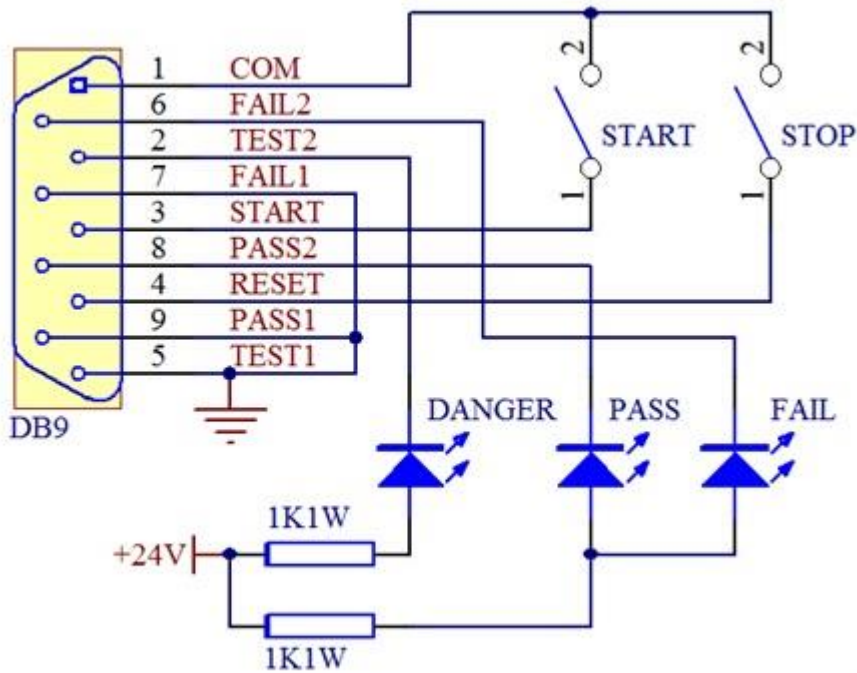 1 COM
6 FAIL2
2 TEST2
7 FAIL1
3 START
8 PASS2
4 RESET
9 PASS1
5 TEST1
DB9
2
START
1
2
STOP
1
DANGER
PASS
FAIL
1K1W
+24V
1K1W